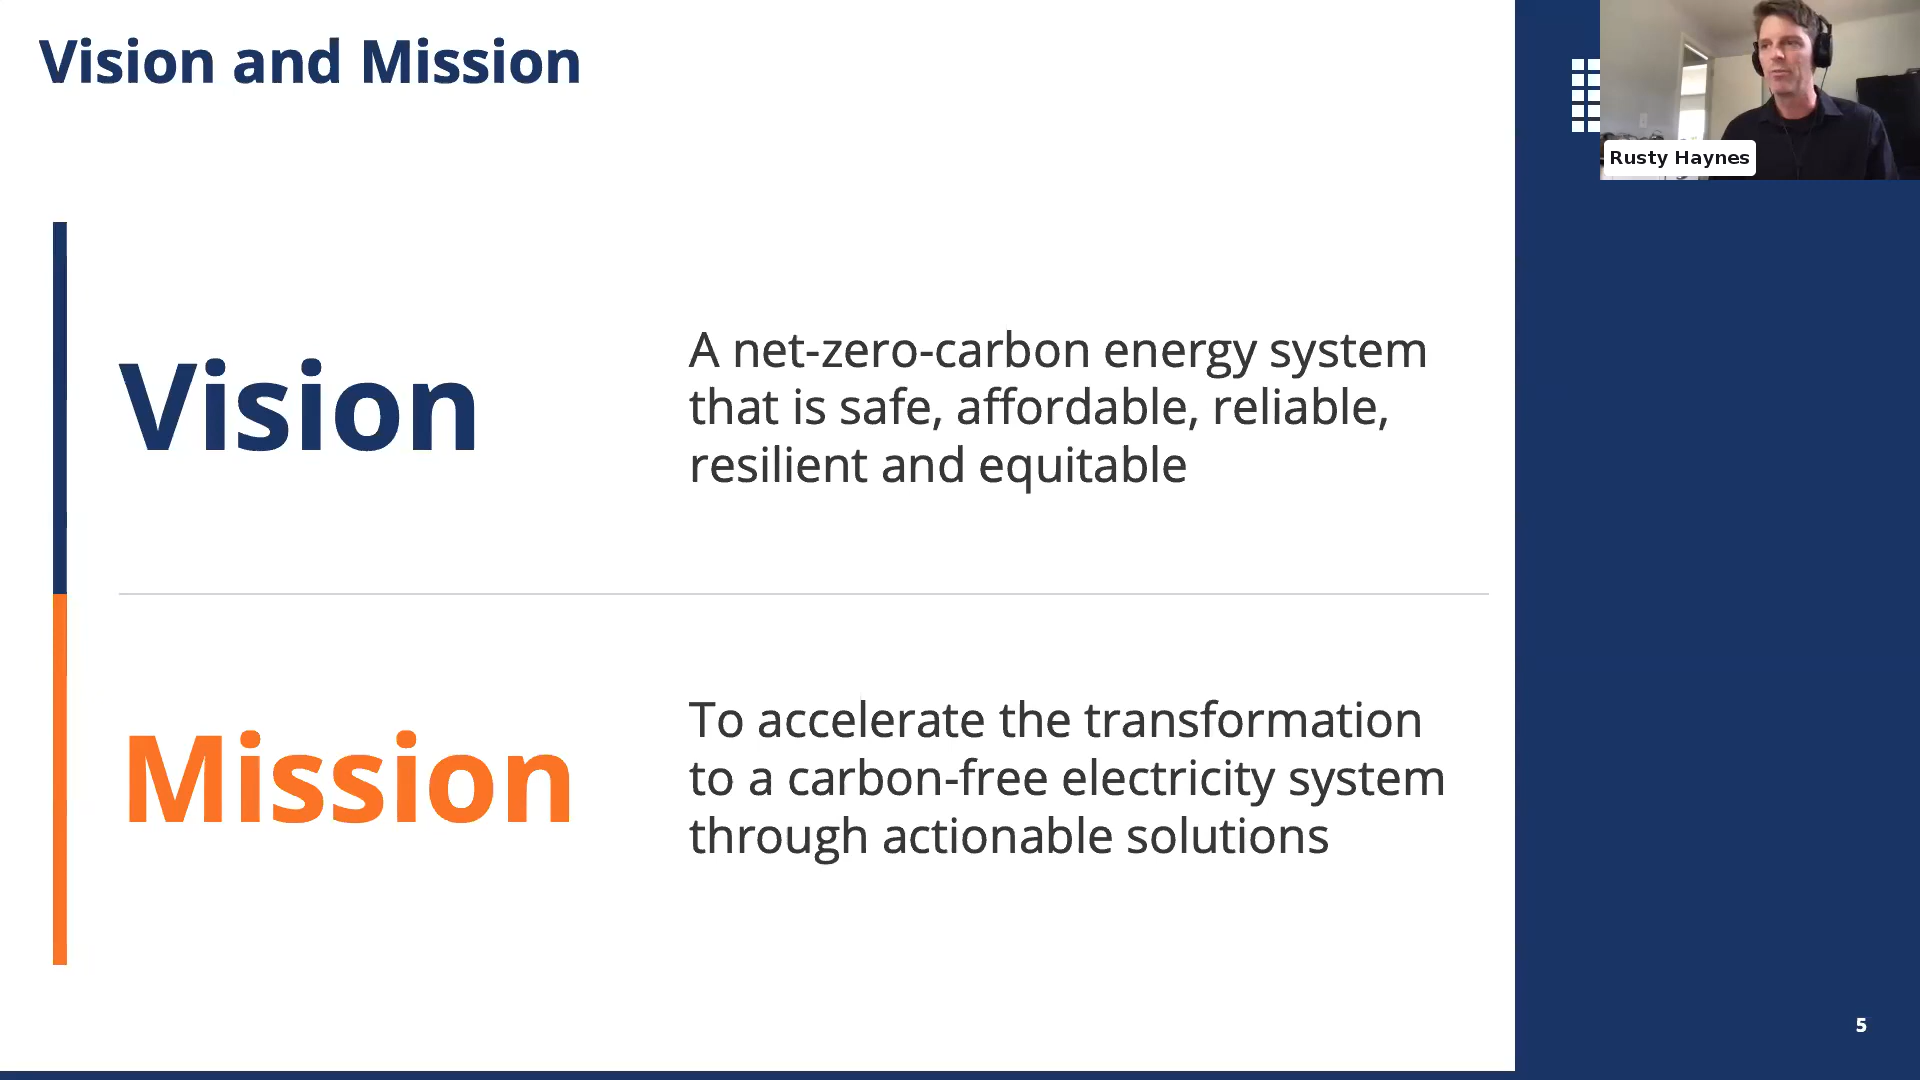 Vision and Mission
Rusty Haynes
Vision
A net-zero-carbon energy system
that is safe, affordable, reliable,
resilient and equitable
Mission
To accelerate the transformation
to a carbon-free electricity system
through actionable solutions
5